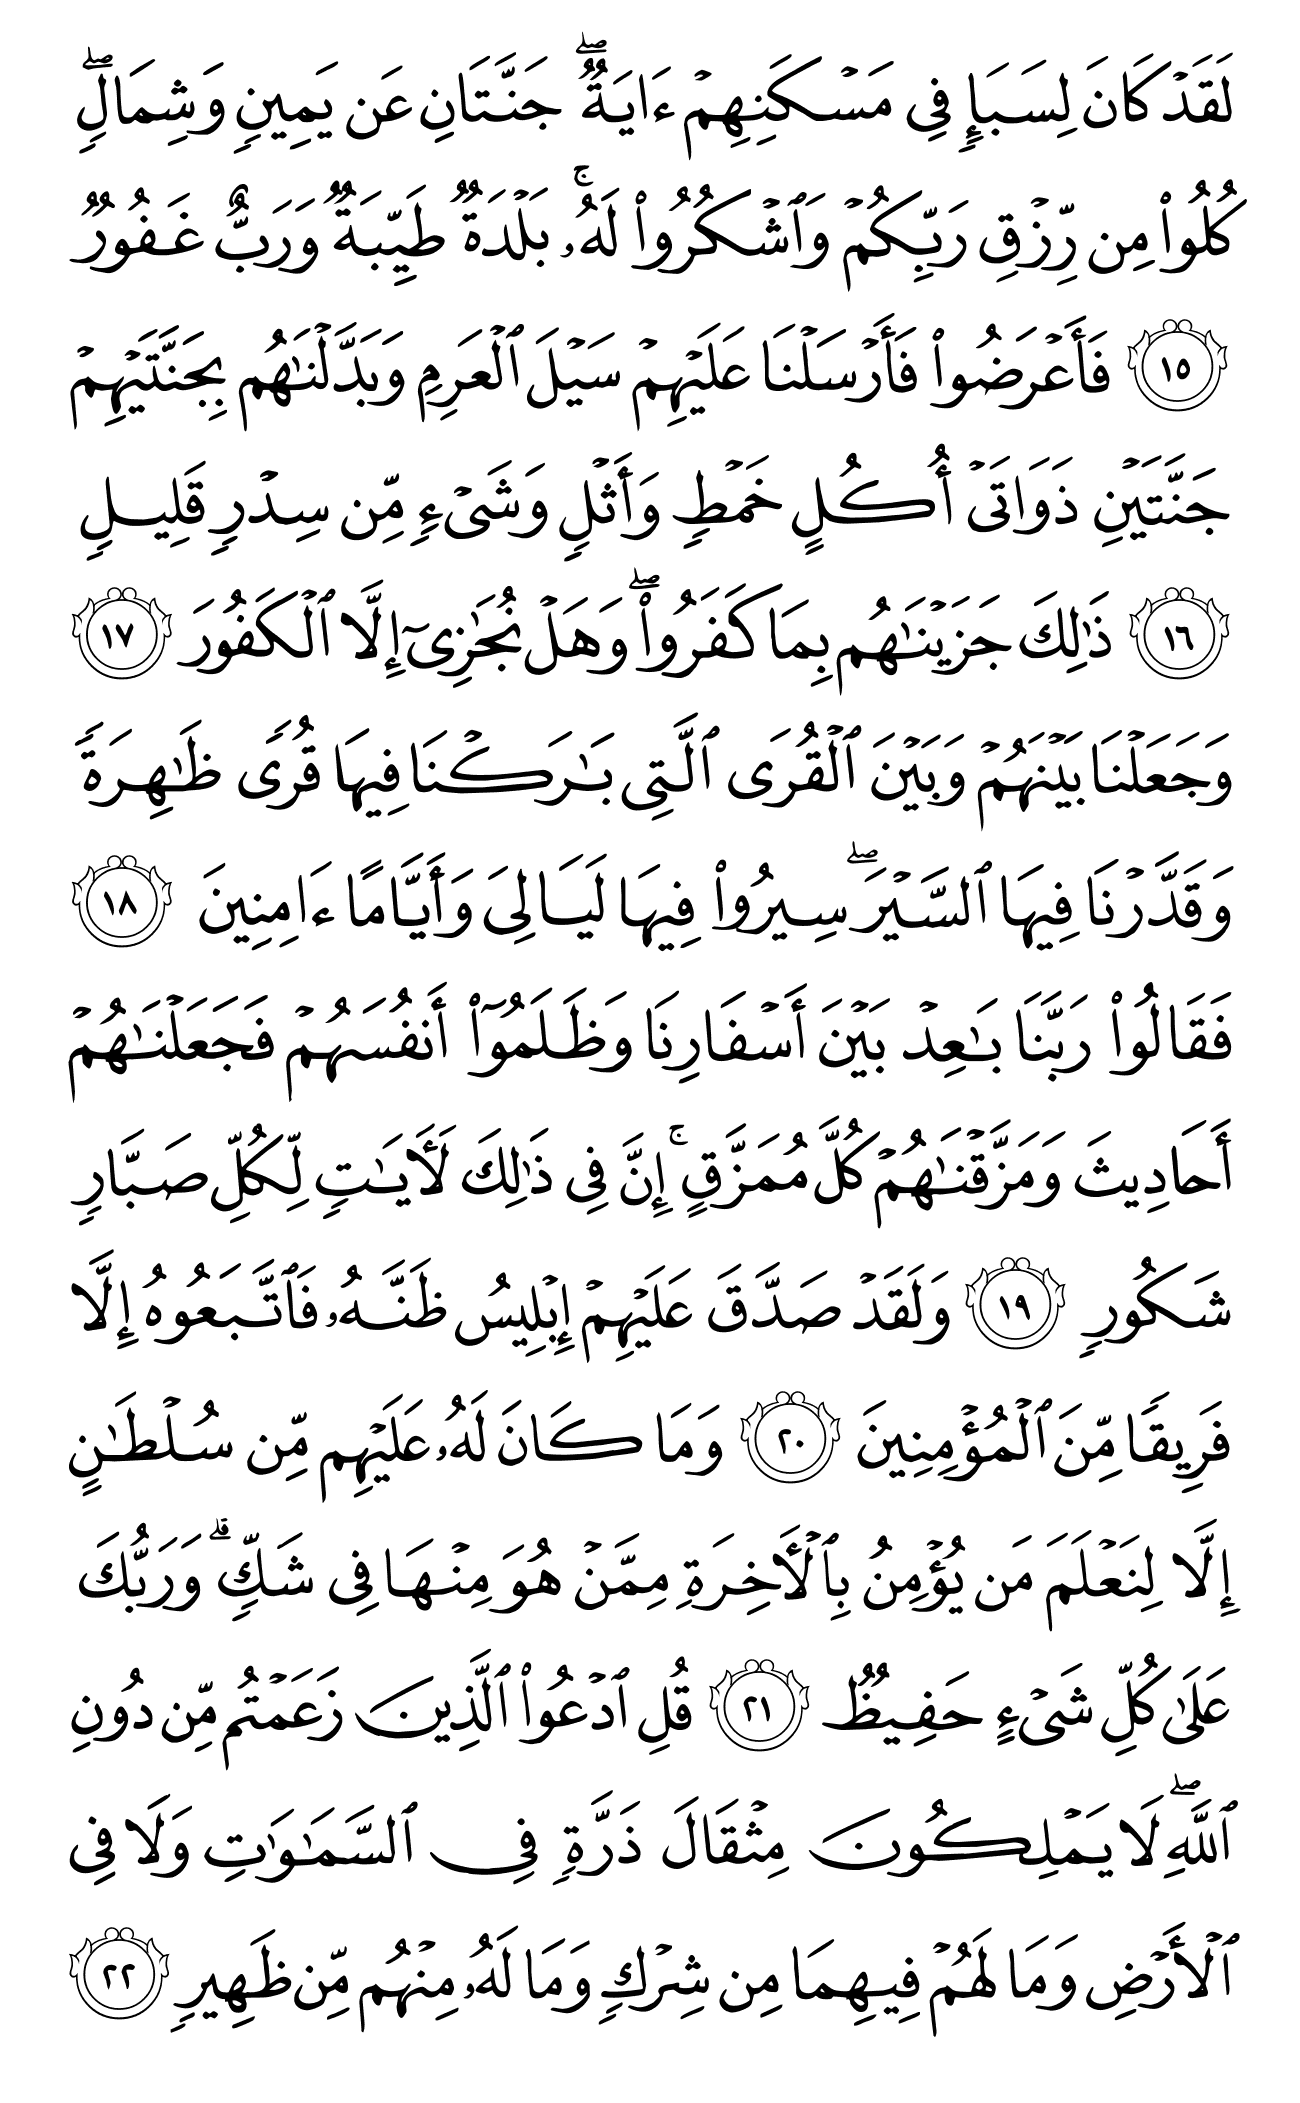 لَقَدۡ كَانَ لِسَبَإٖ فِي مَسۡكَنِهِمۡ ءَايَةٞۖ جَنَّتَانِ عَن يَمِينٖ وَشِمَالٖۖ
كُلُواْ مِن رِّزۡقِ رَبِّكُمۡ وَٱشۡكُرُواْ لَهُۥۚ بَلۡدَةٞ طَيِّبَةٞ وَرَبٌّ غَفُورٞ
١٥ فَأَعۡرَضُواْ فَأَرۡسَلۡنَا عَلَيۡهِمۡ سَيۡلَ ٱلۡعَرِمِ وَبَدَّلۡنَٰهُم بِجَنَّتَيۡهِمۡ
جَنَّتَيۡنِ ذَوَاتَيۡ أُكُلٍ خَمۡطٖ وَأَثۡلٖ وَشَيۡءٖ مِّن سِدۡرٖ قَلِيلٖ
١٦ ذَٰلِكَ جَزَيۡنَٰهُم بِمَا كَفَرُواْۖ وَهَلۡ نُجَٰزِيٓ إِلَّا ٱلۡكَفُورَ ١٧
وَجَعَلۡنَا بَيۡنَهُمۡ وَبَيۡنَ ٱلۡقُرَى ٱلَّتِي بَٰرَكۡنَا فِيهَا قُرٗى ظَٰهِرَةٗ
وَقَدَّرۡنَا فِيهَا ٱلسَّيۡرَۖ سِيرُواْ فِيهَا لَيَالِيَ وَأَيَّامًا ءَامِنِينَ ١٨
فَقَالُواْ رَبَّنَا بَٰعِدۡ بَيۡنَ أَسۡفَارِنَا وَظَلَمُوٓاْ أَنفُسَهُمۡ فَجَعَلۡنَٰهُمۡ
أَحَادِيثَ وَمَزَّقۡنَٰهُمۡ كُلَّ مُمَزَّقٍۚ إِنَّ فِي ذَٰلِكَ لَأٓيَٰتٖ لِّكُلِّ صَبَّارٖ
شَكُورٖ ١٩ وَلَقَدۡ صَدَّقَ عَلَيۡهِمۡ إِبۡلِيسُ ظَنَّهُۥ فَٱتَّبَعُوهُ إِلَّا
فَرِيقٗا مِّنَ ٱلۡمُؤۡمِنِينَ ٢٠ وَمَا كَانَ لَهُۥ عَلَيۡهِم مِّن سُلۡطَٰنٍ
إِلَّا لِنَعۡلَمَ مَن يُؤۡمِنُ بِٱلۡأٓخِرَةِ مِمَّنۡ هُوَ مِنۡهَا فِي شَكّٖۗ وَرَبُّكَ
عَلَىٰ كُلِّ شَيۡءٍ حَفِيظٞ ٢١ قُلِ ٱدۡعُواْ ٱلَّذِينَ زَعَمۡتُم مِّن دُونِ
ٱللَّهِۖ لَا يَمۡلِكُونَ مِثۡقَالَ ذَرَّةٖ فِي ٱلسَّمَٰوَٰتِ وَلَا فِي
ٱلۡأَرۡضِ وَمَا لَهُمۡ فِيهِمَا مِن شِرۡكٖ وَمَا لَهُۥ مِنۡهُم مِّن ظَهِيرٖ ٢٢